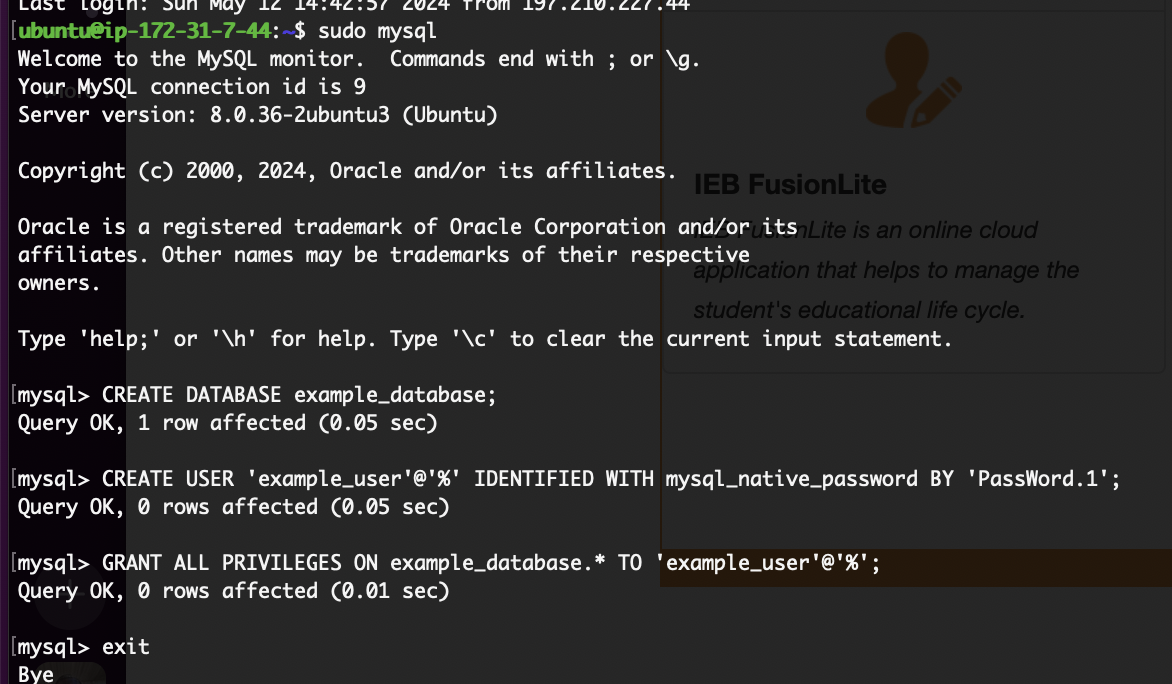 Last login: Sun May 12 14:42:57 2024 from 197.210.227.44
[ubuntu@ip-172-31-7-44:~$ sudo mysql
Welcome to the MySQL monitor.  Commands end with ; or \g.
Your MySQL connection id is 9
Server version: 8.0.36-2ubuntu3 (Ubuntu)
Copyright (c) 2000, 2024, Oracle and/or its affiliates.
Oracle is a registered trademark of Oracle Corporation and/or its
affiliates. Other names may be trademarks of their respective
owners.
Type 'help;' or '\h' for help. Type '\c' to clear the current input statement.
[mysql> CREATE DATABASE example_database;
Query OK, 1 row affected (0.05 sec)
[mysql> CREATE USER 'example_user'@'%' IDENTIFIED WITH mysql_native_password BY 'PassWord.1';
Query OK, 0 rows affected (0.05 sec)
[mysql> GRANT ALL PRIVILEGES ON example_database.* TO 'example_user'@'%';
Query OK, 0 rows affected (0.01 sec)
[mysql> exit
Bye
IEB FusionLite
IEB FusionLite is an online cloud
application that helps to manage the
student's educational life cycle.